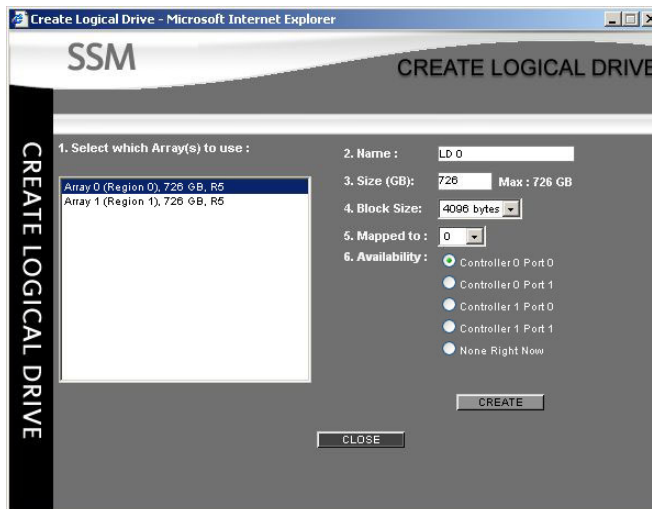 Create Logical Drive - Microsoft Internet Explorer
SSM
CREATE LOGICAL DRIVE
CREATE LOGICAL DRIVE
1. Select which Array(s) to use :
Array 0 (Region 0), 726 GB, R5
Array 1 (Region 1), 726 GB, R5
2. Name : LD 0
3. Size (GB): 726 Max : 726 GB
4. Block Size: 4096 bytes
5. Mapped to : 0
6. Availability : Controller 0 Port 0
Controller 0 Port 1
Controller 1 Port 0
Controller 1 Port 1
None Right Now
CREATE
CLOSE